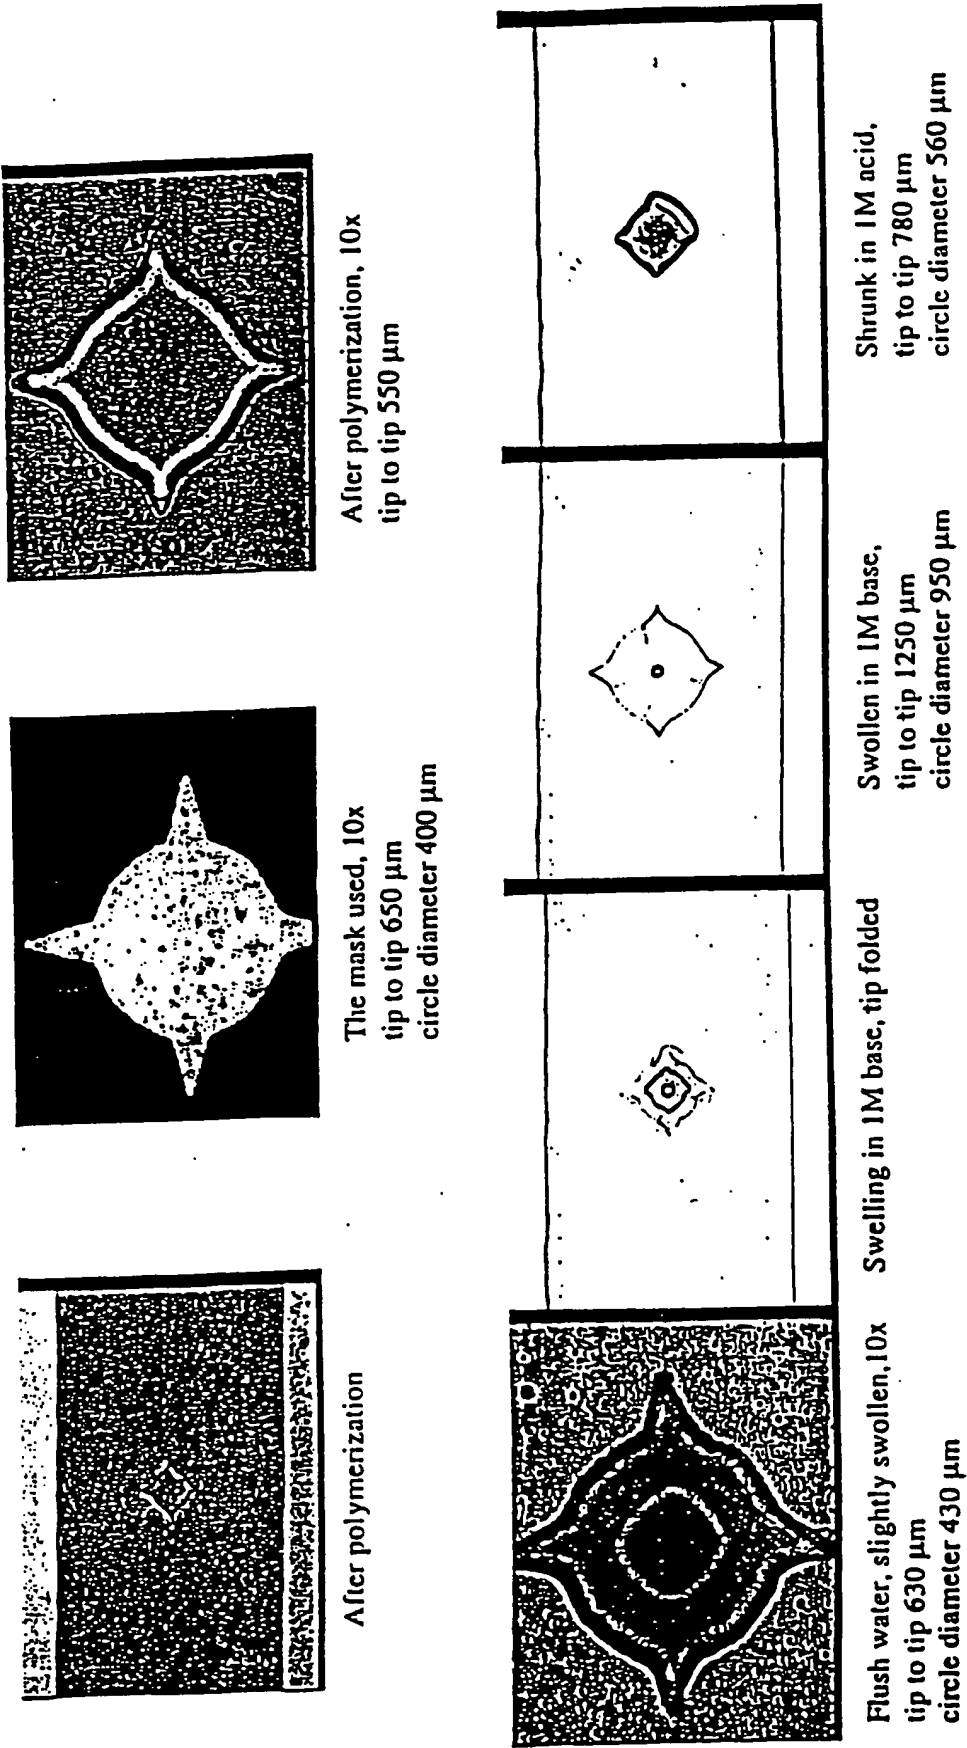 After polymerization
The mask used, 10x
tip to tip 650 µm
circle diameter 400 µm
After polymerization, 10x
tip to tip 550 µm
Flush water, slightly swollen,10x
tip to tip 630 µm
circle diameter 430 µm
Swelling in 1M base, tip folded
Swollen in 1M base,
tip to tip 1250 µm
circle diameter 950 µm
Shrunk in 1M acid,
tip to tip 780 µm
circle diameter 560 µm